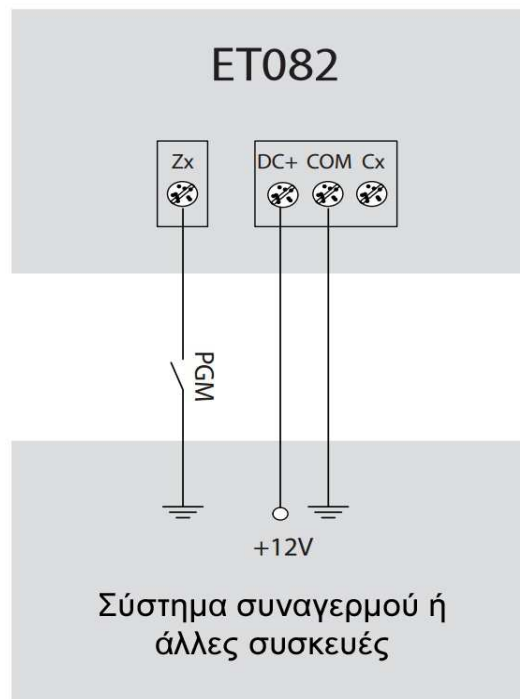 ET082
Zx
DC+ COM Cx
PGM
+12V
Σύστημα συναγερμού ή
άλλες συσκευές